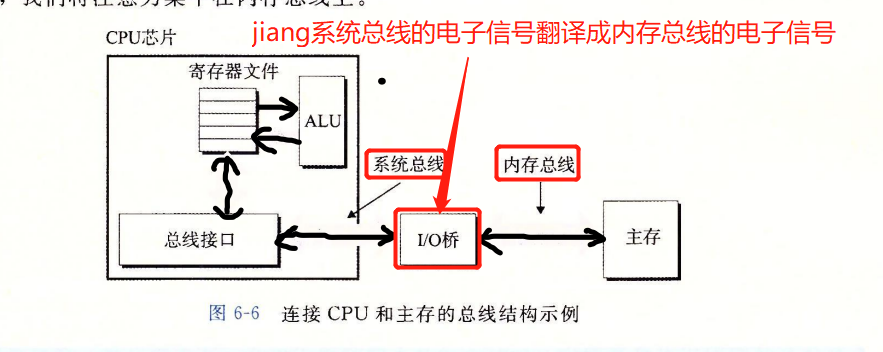 ，我们将注意力集中在内存总线上。
CPU芯片
jiang系统总线的电子信号翻译成内存总线的电子信号
寄存器文件
ALU
系统总线
内存总线
总线接口
I/O桥
主存
图 6-6 连接 CPU 和主存的总线结构示例